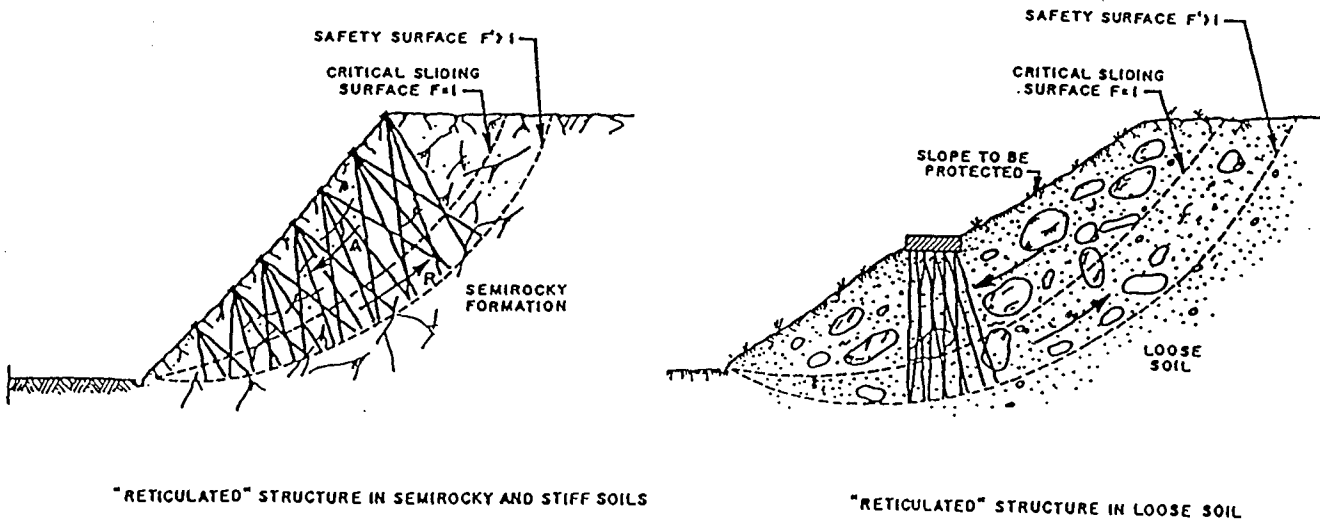 SAFETY SURFACE F'>1
CRITICAL SLIDING
SURFACE F=1
A
R
SEMIROCKY
FORMATION
"RETICULATED" STRUCTURE IN SEMIROCKY AND STIFF SOILS
SAFETY SURFACE F'>1
CRITICAL SLIDING
SURFACE F=1
SLOPE TO BE
PROTECTED
LOOSE
SOIL
"RETICULATED" STRUCTURE IN LOOSE SOIL